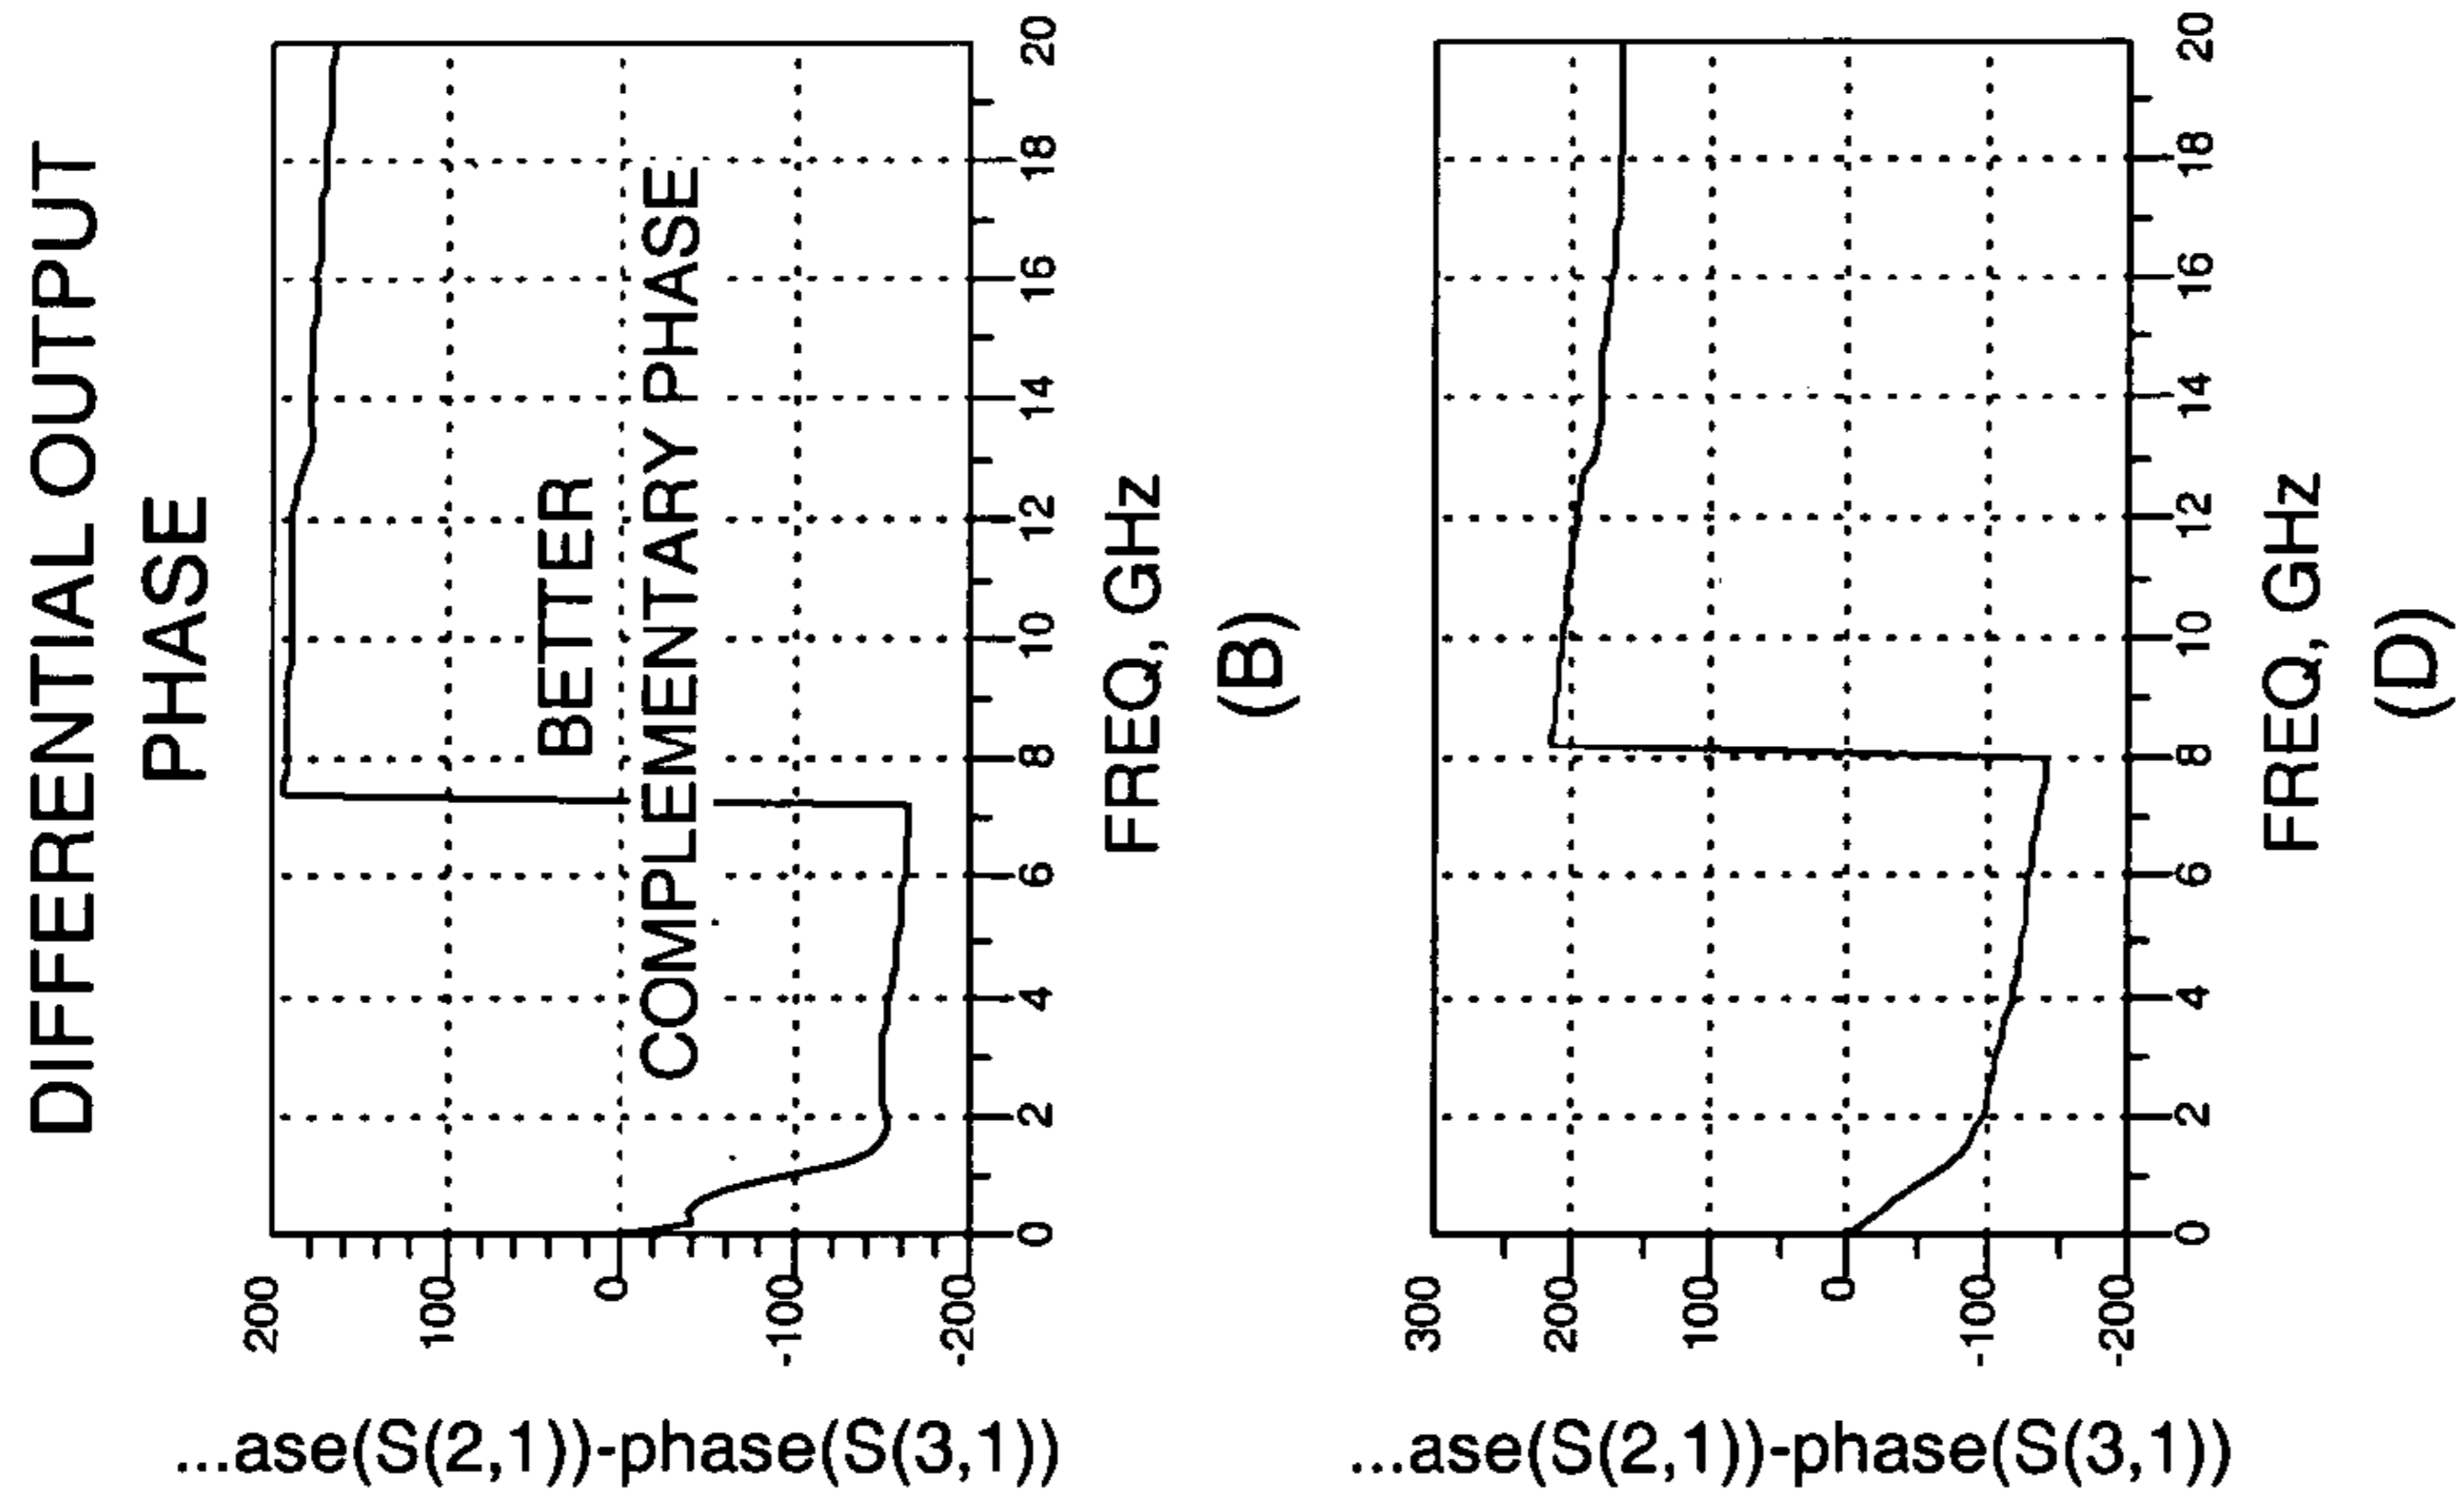 DIFFERENTIAL OUTPUT
PHASE
...ase(S(2,1))-phase(S(3,1))
200
100
0
-100
-200
BETTER
COMPLEMENTARY PHASE
0 2 4 6 8 10 12 14 16 18 20
FREQ, GHz
(B)
...ase(S(2,1))-phase(S(3,1))
300
200
100
0
-100
-200
0 2 4 6 8 10 12 14 16 18 20
FREQ, GHz
(D)